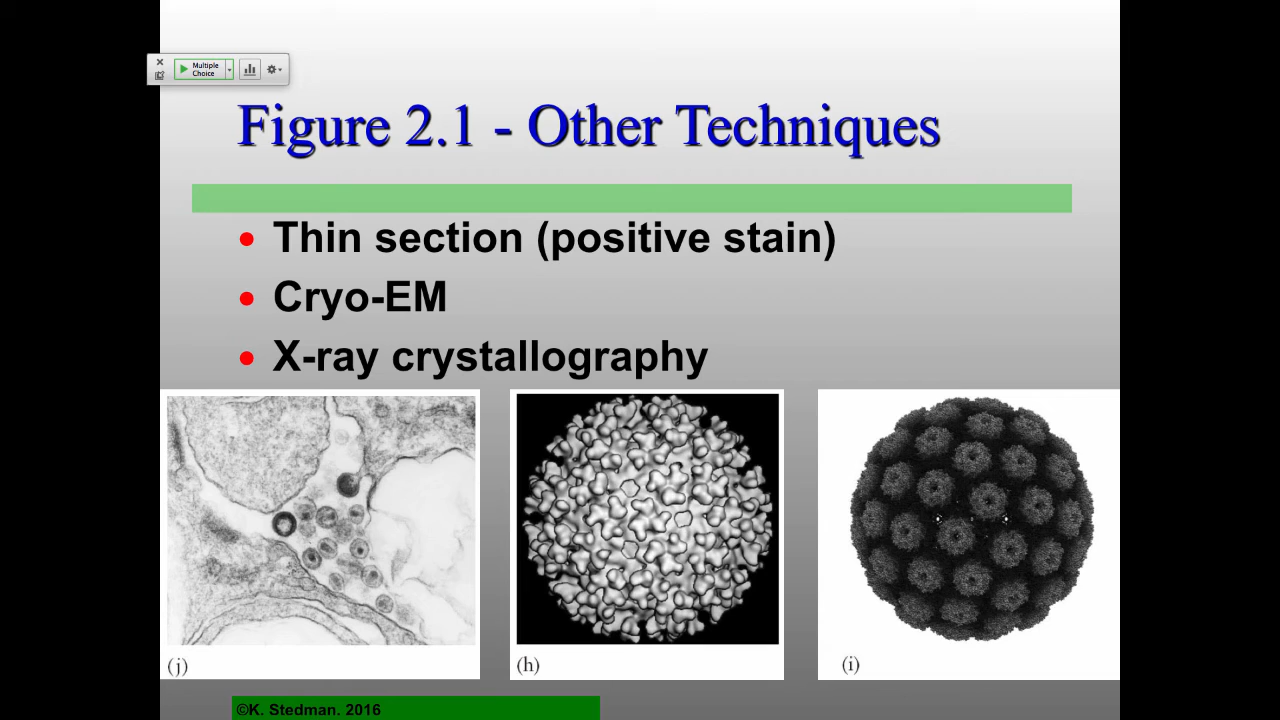 Multiple
Choice
Figure 2.1 - Other Techniques
Thin section (positive stain)
Cryo-EM
X-ray crystallography
(j) (h) (i)
©K. Stedman. 2016